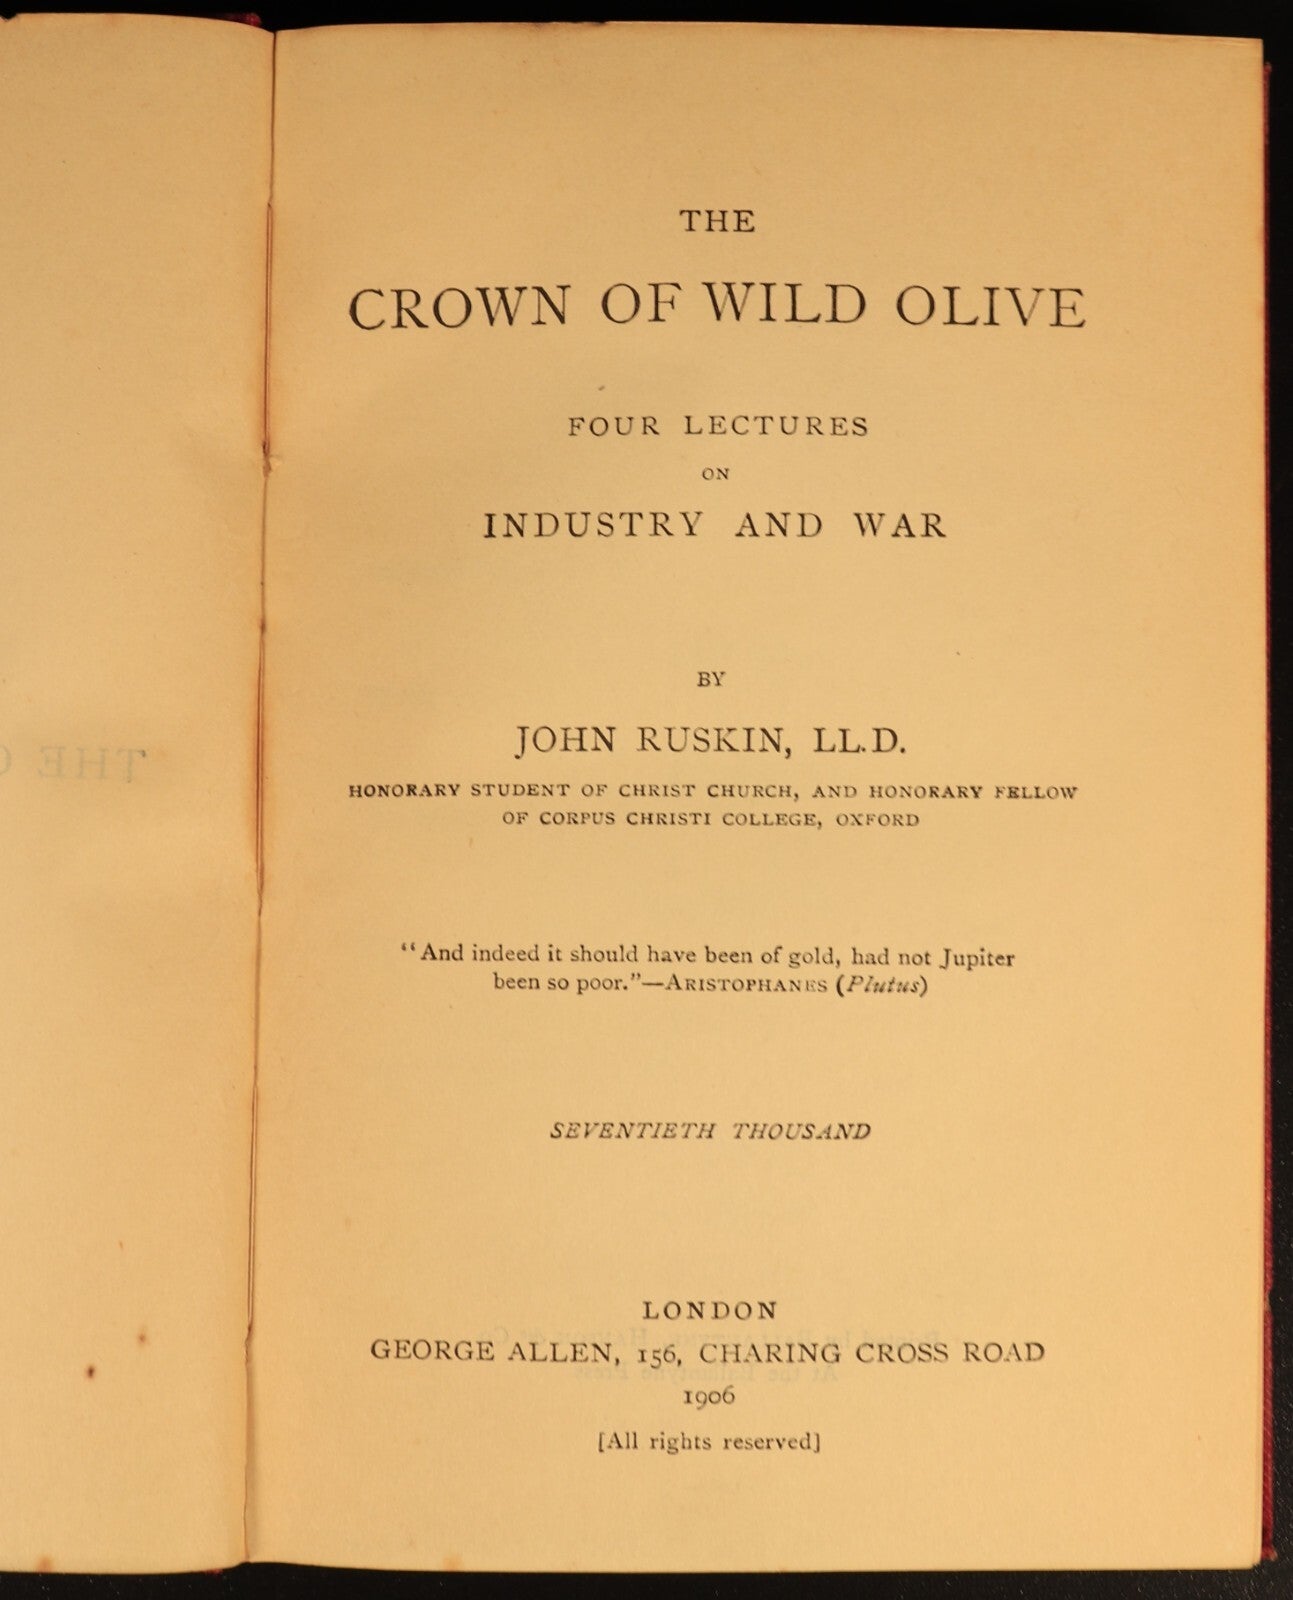 THE
CROWN OF WILD OLIVE
FOUR LECTURES
ON
INDUSTRY AND WAR
BY
JOHN RUSKIN, LL.D.
HONORARY STUDENT OF CHRIST CHURCH, AND HONORARY FELLOW
OF CORPUS CHRISTI COLLEGE, OXFORD
"And indeed it should have been of gold, had not Jupiter
been so poor."—ARISTOPHANES (Plutus)
SEVENTIETH THOUSAND
LONDON
GEORGE ALLEN, 156, CHARING CROSS ROAD
1906
[All rights reserved]